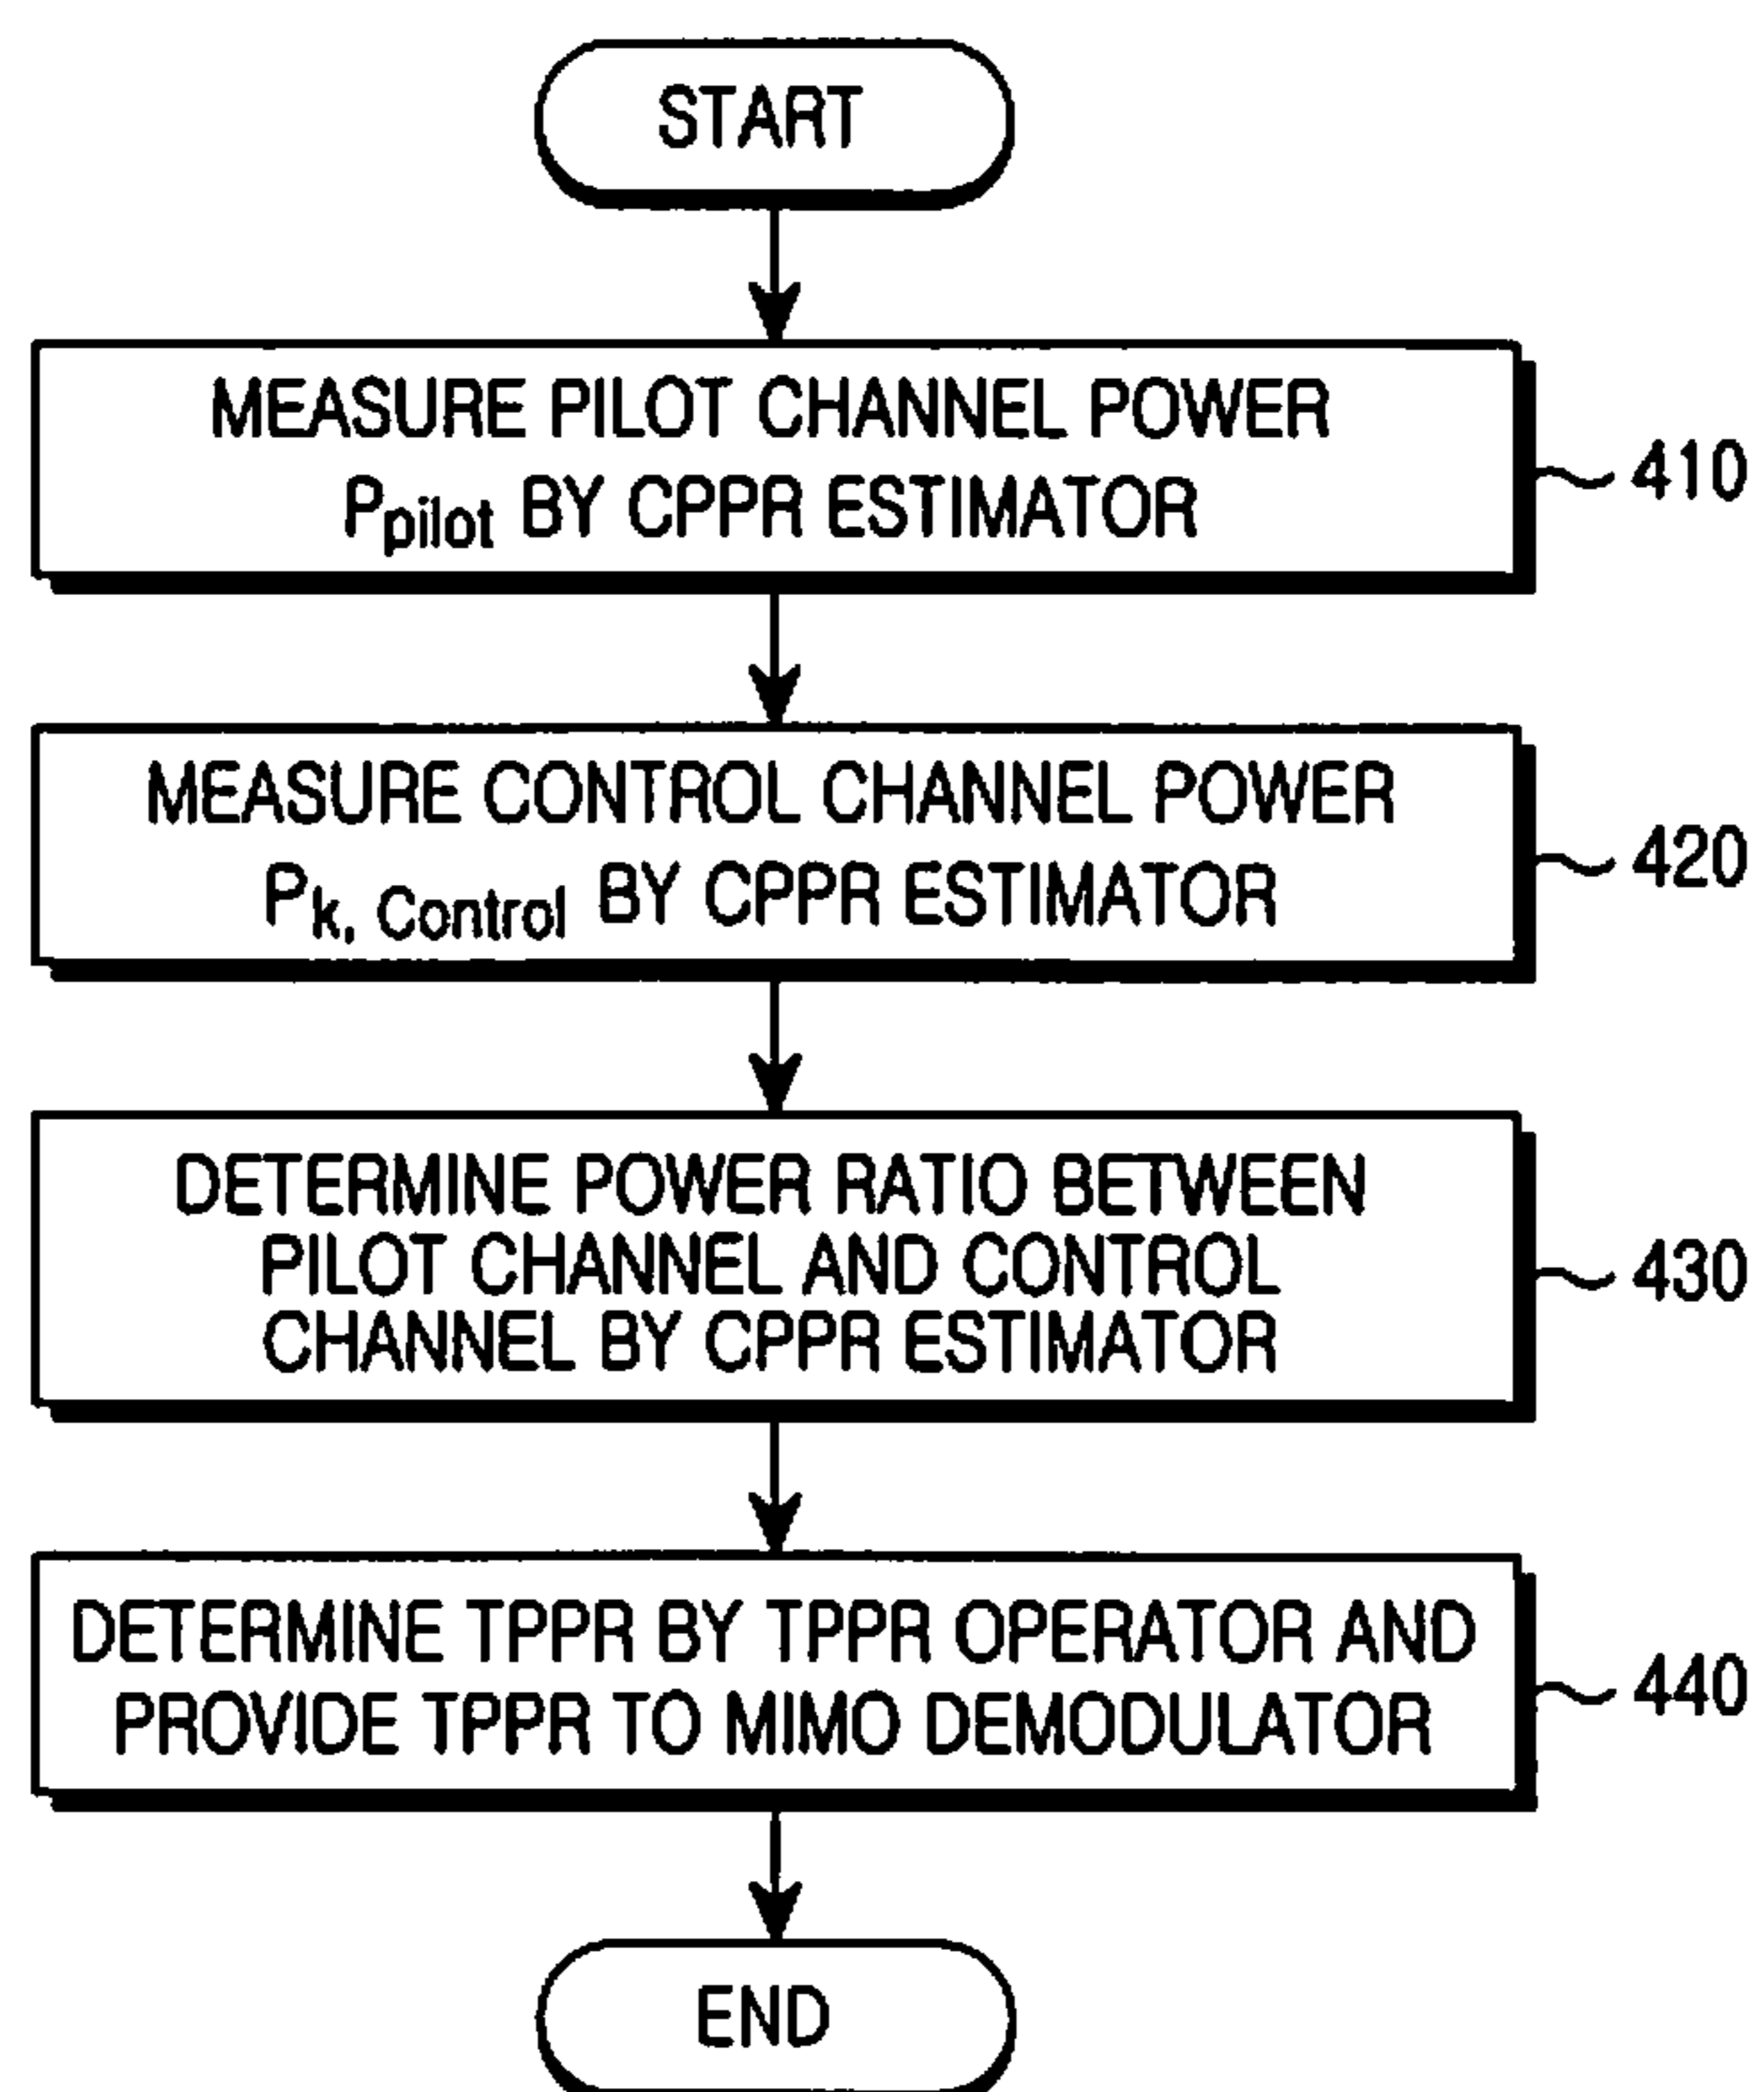 START
MEASURE PILOT CHANNEL POWER
Ppilot BY CPPR ESTIMATOR
410
MEASURE CONTROL CHANNEL POWER
Pk, Control BY CPPR ESTIMATOR
420
DETERMINE POWER RATIO BETWEEN
PILOT CHANNEL AND CONTROL
CHANNEL BY CPPR ESTIMATOR
430
DETERMINE TPPR BY TPPR OPERATOR AND
PROVIDE TPPR TO MIMO DEMODULATOR
440
END